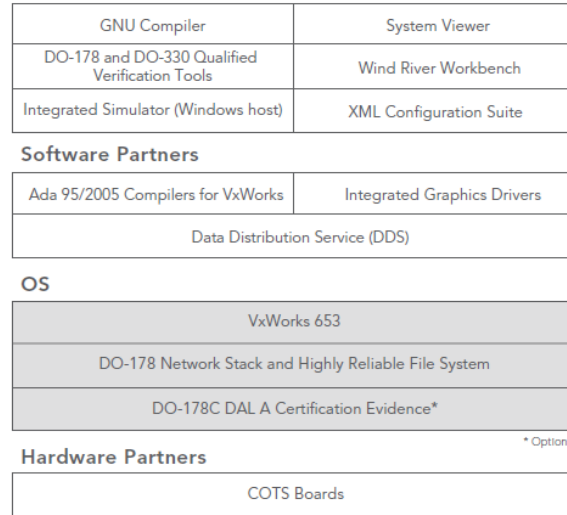 GNU Compiler
System Viewer
DO-178 and DO-330 Qualified
Verification Tools
Wind River Workbench
Integrated Simulator (Windows host)
XML Configuration Suite
Software Partners
Ada 95/2005 Compilers for VxWorks
Integrated Graphics Drivers
Data Distribution Service (DDS)
OS
VxWorks 653
DO-178 Network Stack and Highly Reliable File System
DO-178C DAL A Certification Evidence*
* Option
Hardware Partners
COTS Boards